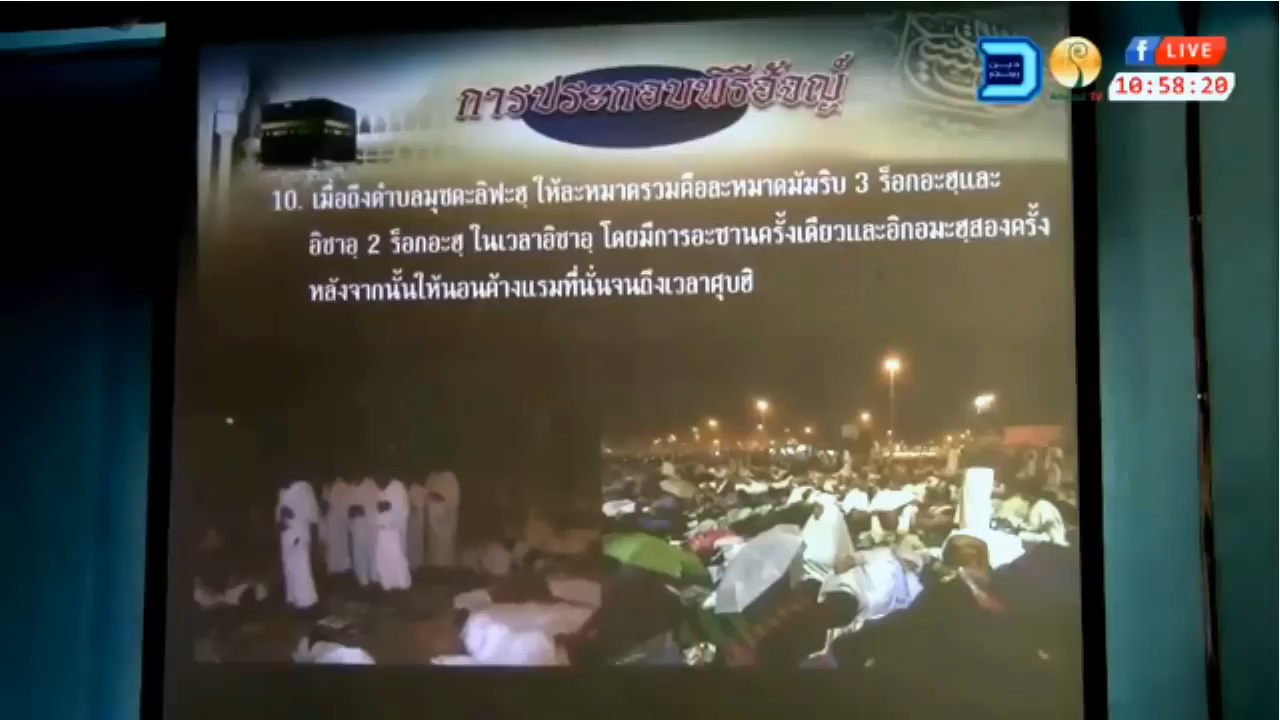 การประกอบพิธีฮัจญ์
10. เมื่อถึงตำบลมุซดะลิฟะฮฺ ให้ละหมาดรวมคือละหมาดมัฆริบ 3 ร็อกอะฮฺและ
อิชาอฺ 2 ร็อกอะฮฺ ในเวลาอิชาอฺ โดยมีการอะซานครั้งเดียวและอิกอมะฮฺสองครั้ง
หลังจากนั้นให้นอนค้างแรมที่นั่นจนถึงเวลาศุบฮิ
f LIVE
10:58:20
TV